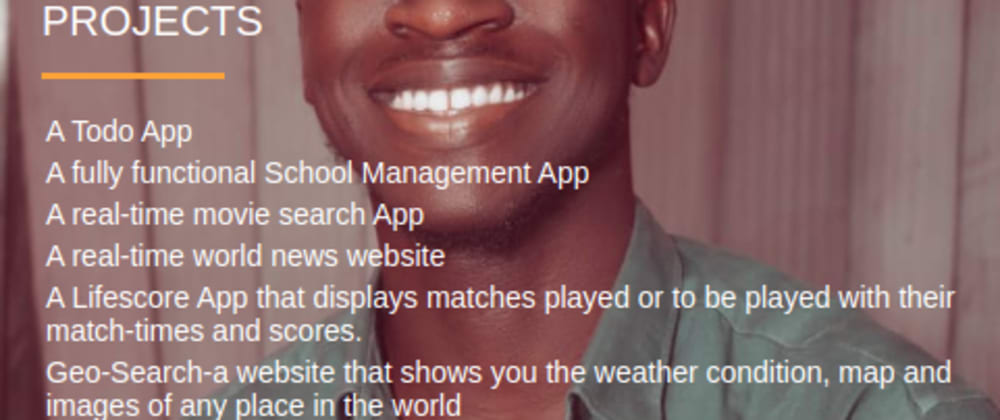 PROJECTS
A Todo App
A fully functional School Management App
A real-time movie search App
A real-time world news website
A Lifescore App that displays matches played or to be played with their
match-times and scores.
Geo-Search-a website that shows you the weather condition, map and
images of any place in the world